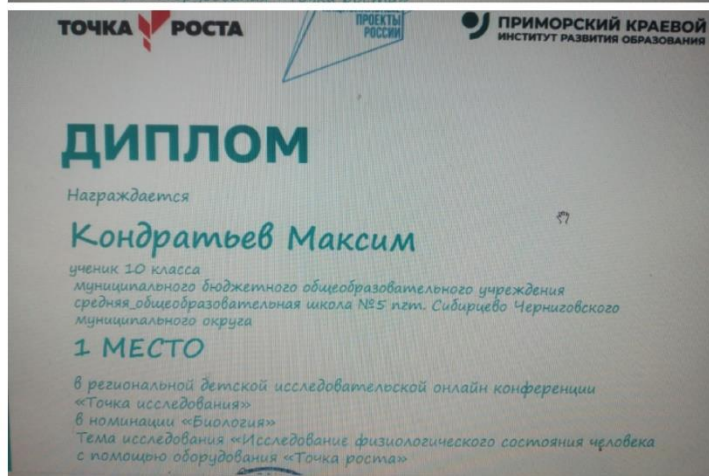 ТОЧКА РОСТА
ПРОЕКТЫ
РОССИИ
ПРИМОРСКИЙ КРАЕВОЙ
ИНСТИТУТ РАЗВИТИЯ ОБРАЗОВАНИЯ
ДИПЛОМ
Награждается
Кондратьев Максим
ученик 10 класса
муниципального бюджетного общеобразовательного учреждения
средняя_общеобразовательная школа №5 пгт. Сибирцево Черниговского
муниципального округа
1 МЕСТО
в региональной детской исследовательской онлайн конференции
«Точка исследования»
в номинации «Биология»
Тема исследования «Исследование физиологического состояния человека
с помощью оборудования «Точка роста»